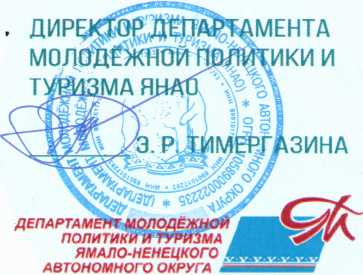 ДИРЕКТОР ДЕПАРТАМЕНТА
МОЛОДЁЖНОЙ ПОЛИТИКИ И
ТУРИЗМА ЯНАО
Э. Р. ТИМЕРГАЗИНА
ДЕПАРТАМЕНТ МОЛОДЁЖНОЙ
ПОЛИТИКИ И ТУРИЗМА
ЯМАЛО-НЕНЕЦКОГО
АВТОНОМНОГО ОКРУГА